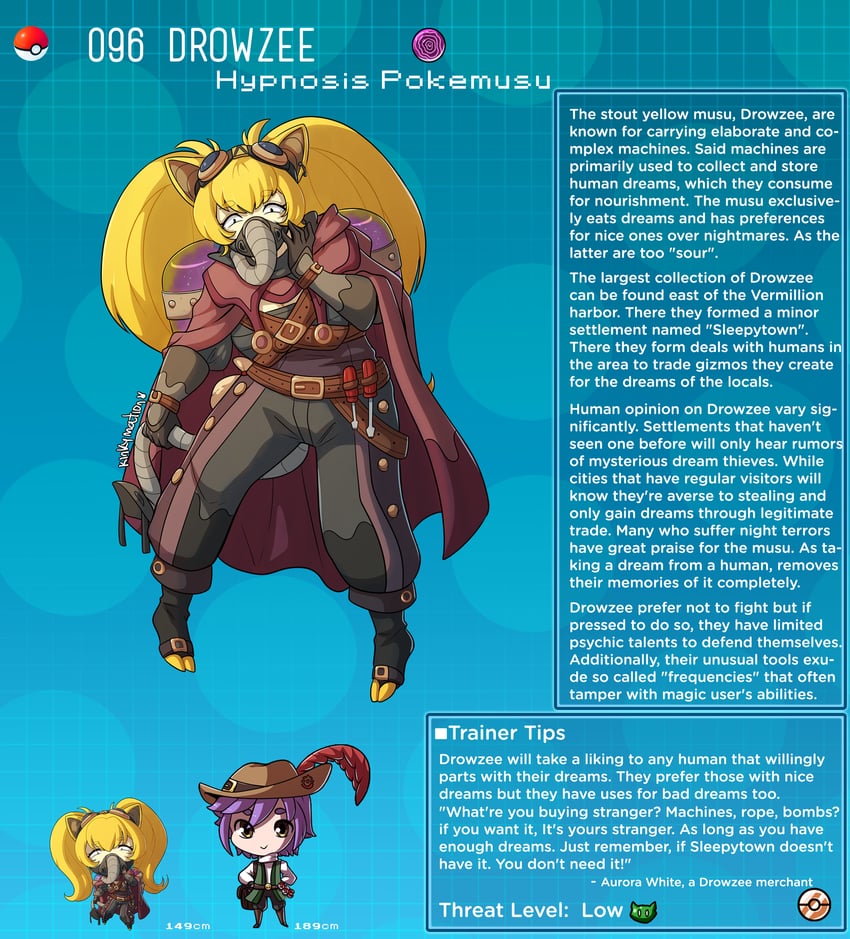 096 DROWZEE
Hypnosis Pokemusu
The stout yellow musu, Drowzee, are
known for carrying elaborate and co-
mplex machines. Said machines are
primarily used to collect and store
human dreams, which they consume
for nourishment. The musu exclusive-
ly eats dreams and has preferences
for nice ones over nightmares. As the
latter are too "sour".
The largest collection of Drowzee
can be found east of the Vermillion
harbor. There they formed a minor
settlement named "Sleepytown".
There they form deals with humans in
the area to trade gizmos they create
for the dreams of the locals.
Human opinion on Drowzee vary sig-
nificantly. Settlements that haven't
seen one before will only hear rumors
of mysterious dream thieves. While
cities that have regular visitors will
know they're averse to stealing and
only gain dreams through legitimate
trade. Many who suffer night terrors
have great praise for the musu. As ta-
king a dream from a human, removes
their memories of it completely.
Drowzee prefer not to fight but if
pressed to do so, they have limited
psychic talents to defend themselves.
Additionally, their unusual tools exu-
de so called "frequencies" that often
tamper with magic user's abilities.
kinkymation
■Trainer Tips
Drowzee will take a liking to any human that willingly
parts with their dreams. They prefer those with nice
dreams but they have uses for bad dreams too.
"What're you buying stranger? Machines, rope, bombs?
if you want it, It's yours stranger. As long as you have
enough dreams. Just remember, if Sleepytown doesn't
have it. You don't need it!"
- Aurora White, a Drowzee merchant
Threat Level: Low
149cm
189cm